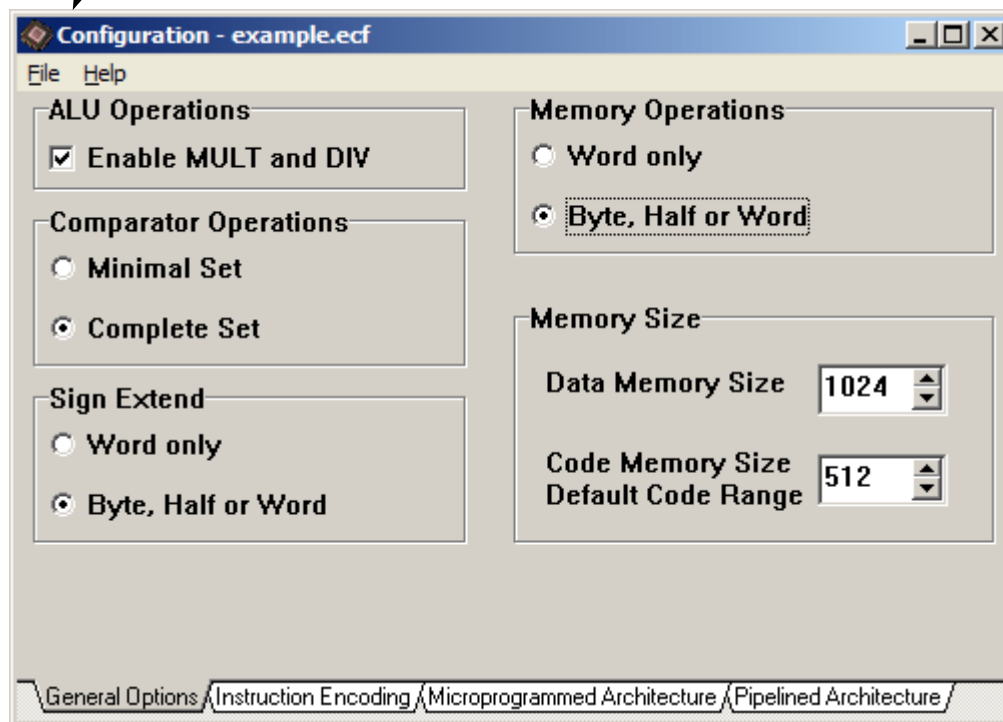 Configuration - example.ecf
File Help
ALU Operations
Enable MULT and DIV
Comparator Operations
Minimal Set
Complete Set
Sign Extend
Word only
Byte, Half or Word
Memory Operations
Word only
Byte, Half or Word
Memory Size
Data Memory Size 1024
Code Memory Size
Default Code Range 512
General Options Instruction Encoding Microprogrammed Architecture Pipelined Architecture